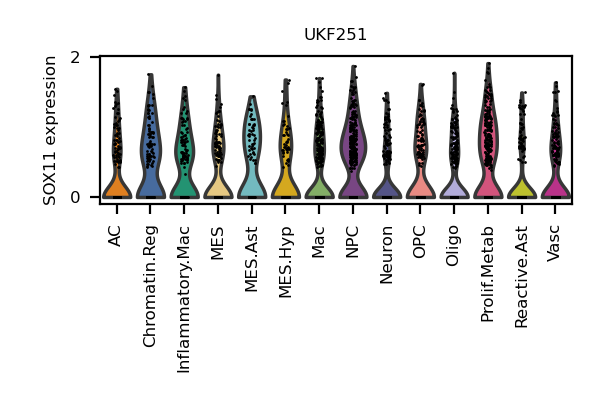 UKF251
SOX11 expression
2
0
AC
Chromatin.Reg
Inflammatory.Mac
MES
MES.Ast
MES.Hyp
Mac
NPC
Neuron
OPC
Oligo
Prolif.Metab
Reactive.Ast
Vasc